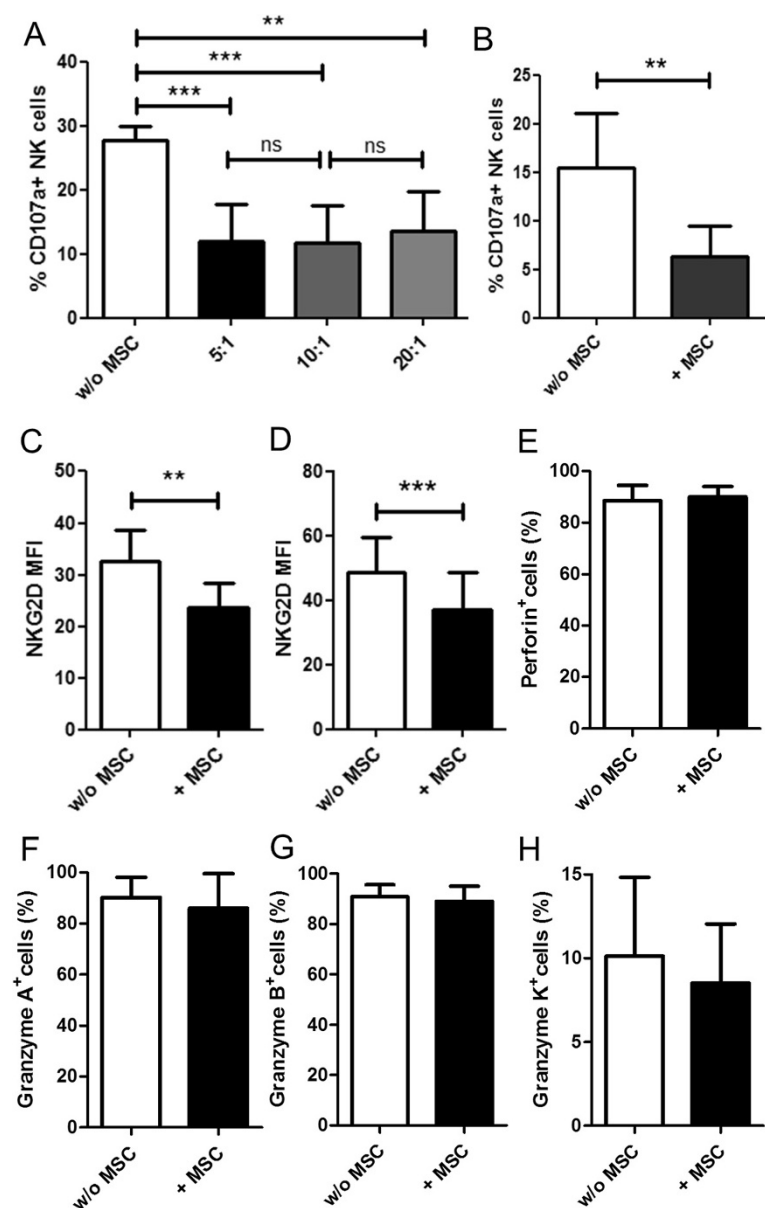 A
% CD107a+ NK cells
40
30
20
10
0
**
***
***
ns
ns
w/o MSC
5:1
10:1
20:1
B
% CD107a+ NK cells
25
20
15
10
5
0
**
w/o MSC
+ MSC
C
NKG2D MFI
50
40
30
20
10
0
**
w/o MSC
+ MSC
D
NKG2D MFI
80
60
40
20
0
***
w/o MSC
+ MSC
E
Perforin⁺ cells (%)
100
80
60
40
20
0
w/o MSC
+ MSC
F
Granzyme A⁺cells (%)
100
80
60
40
20
0
w/o MSC
+ MSC
G
Granzyme B⁺cells (%)
100
80
60
40
20
0
w/o MSC
+ MSC
H
Granzyme K⁺cells (%)
15
10
5
0
w/o MSC
+ MSC